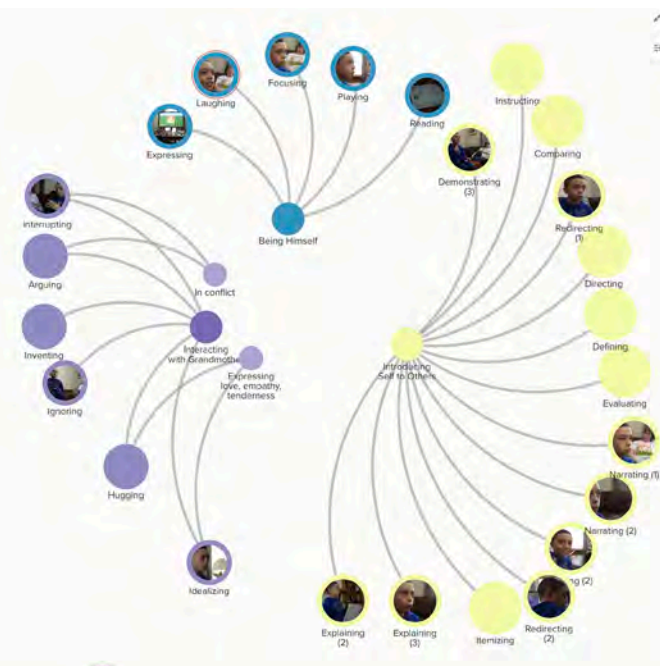 Laughing
Focusing
Playing
Reading
Expressing
Being Himself
Instructing
Comparing
Demonstrating
(3)
Redirecting
(1)
Directing
Defining
Evaluating
Narrating (1)
Narrating (2)
(2)
Redirecting
(2)
Itemizing
Explaining
(3)
Explaining
(2)
Introducing
Self to Others
Interrupting
Arguing
Inventing
Ignoring
Hugging
Idealizing
In conflict
Interacting
with Grandmothe
Expressing
love, empathy,
tenderness